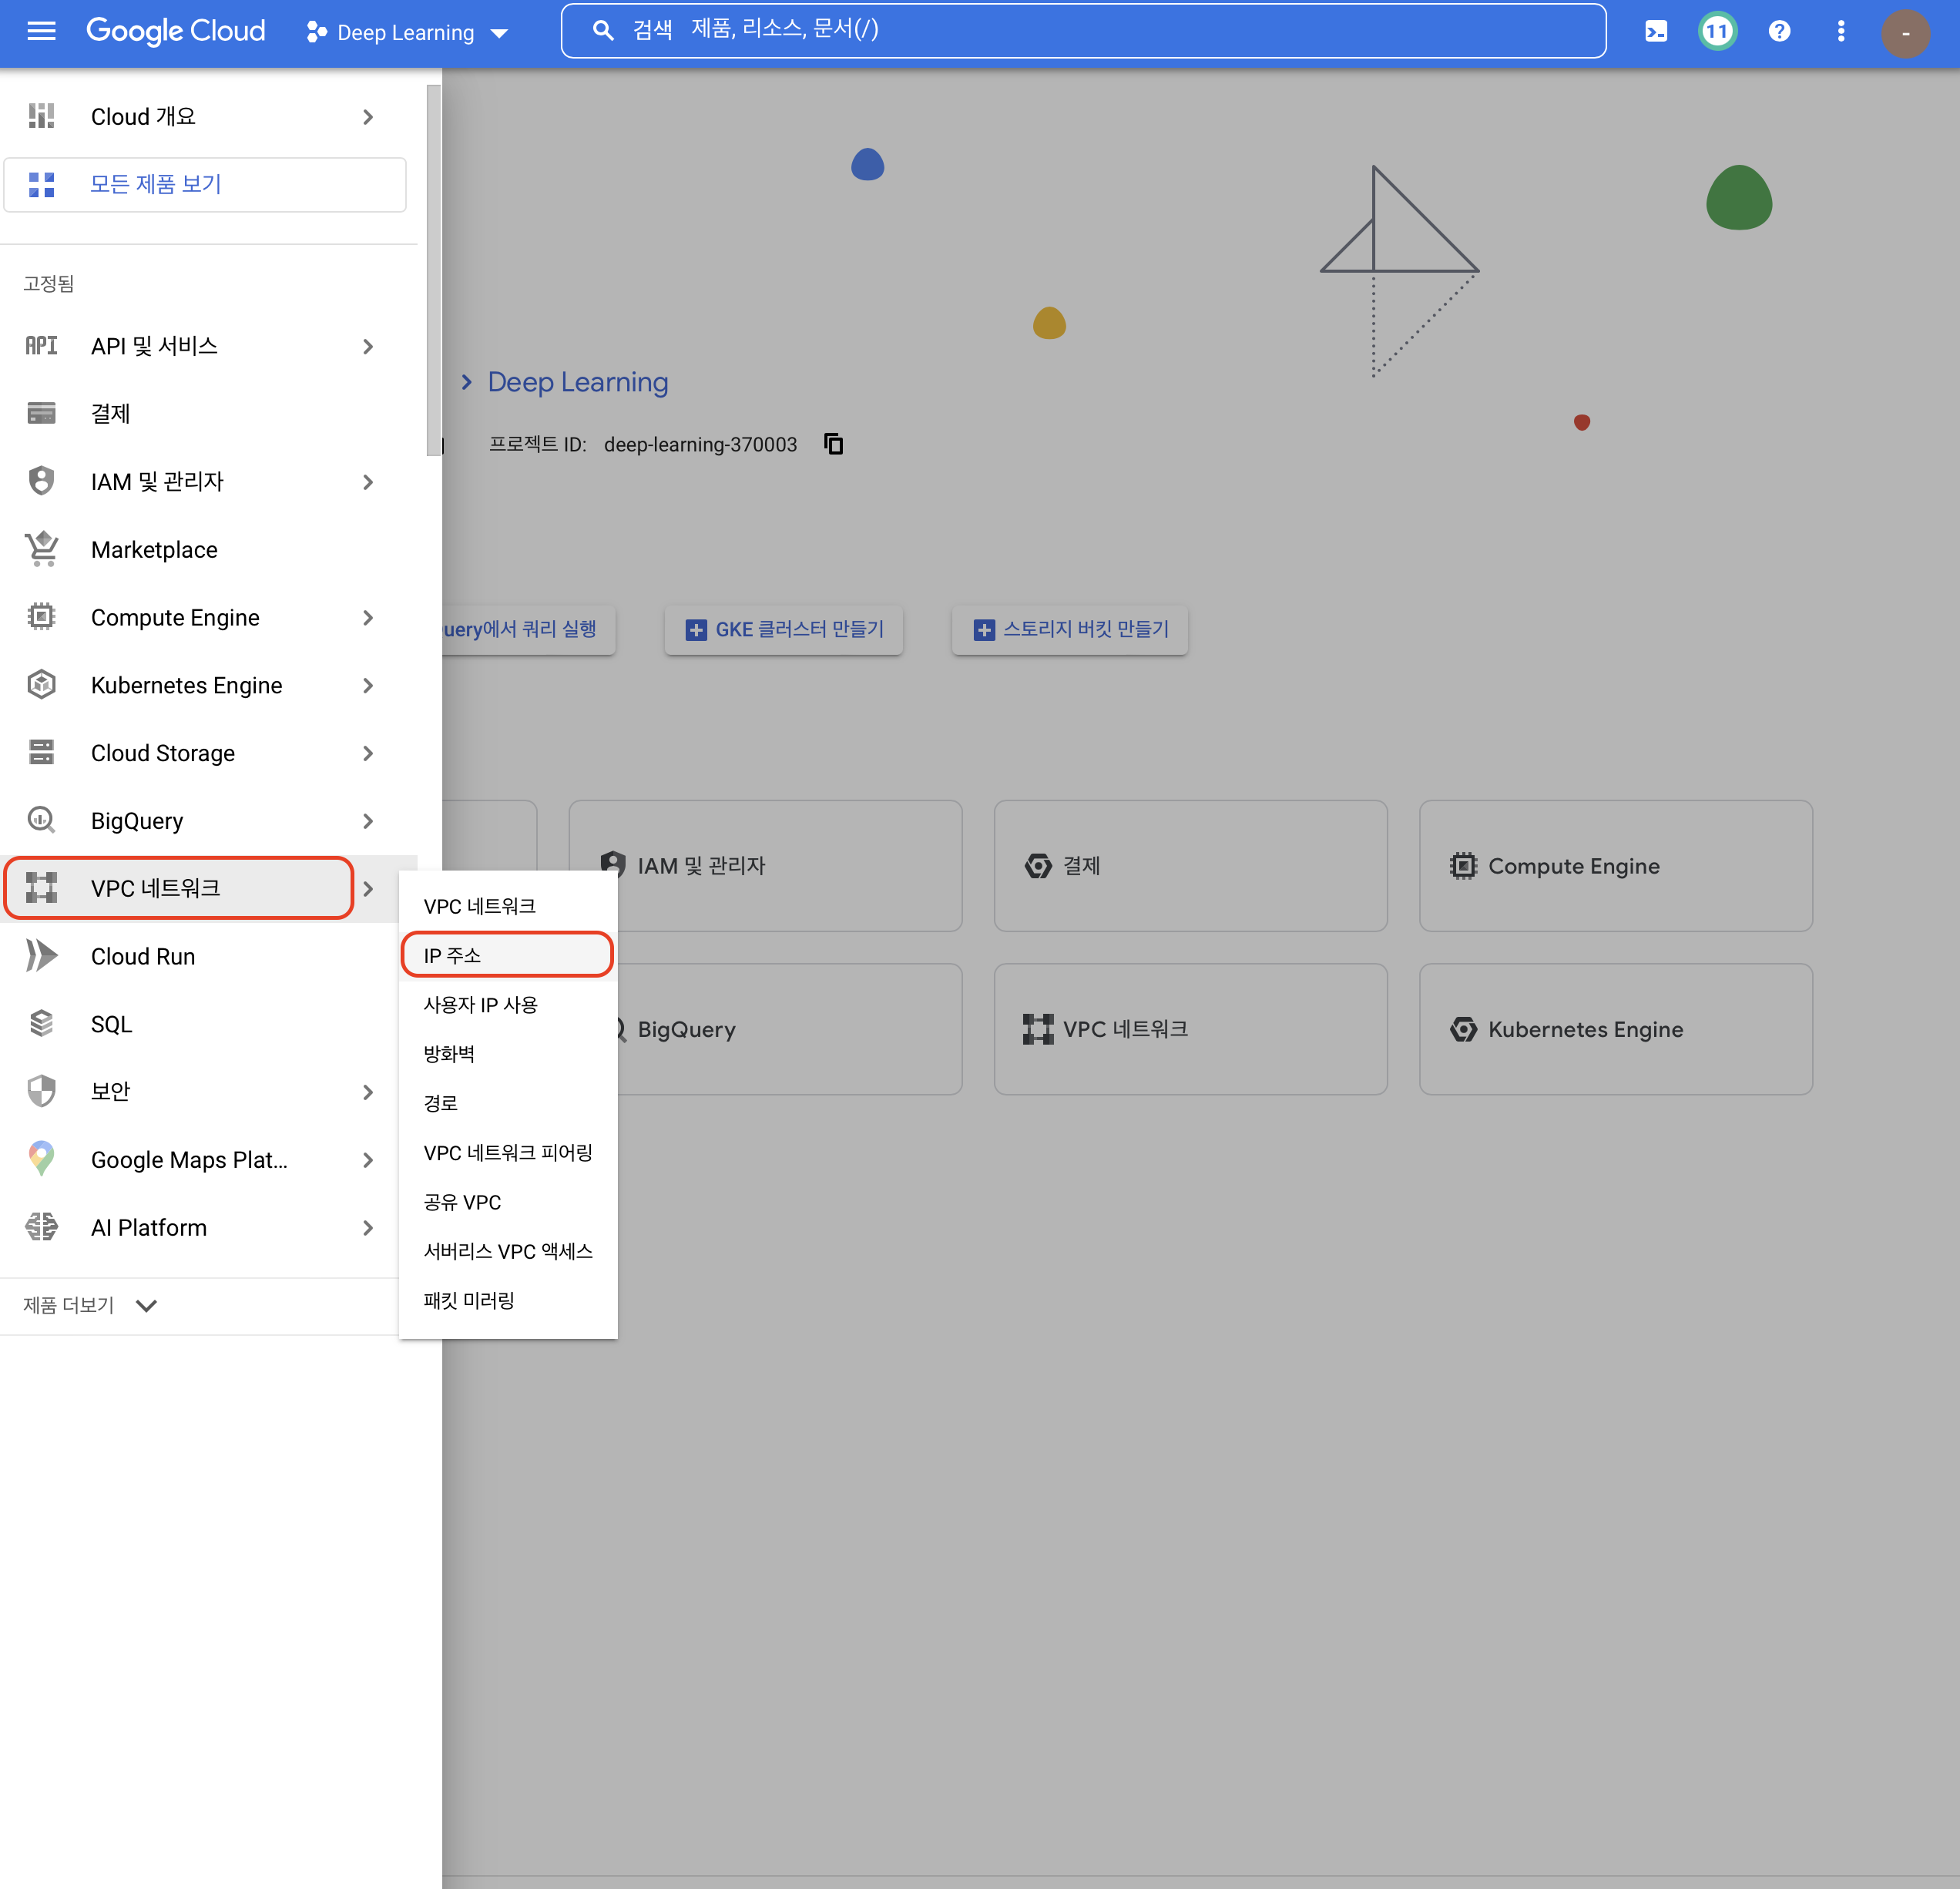 Google Cloud
Deep Learning
검색 제품, 리소스, 문서(/)
11
-
Cloud 개요
모든 제품 보기
고정됨
API API 및 서비스
결제
IAM 및 관리자
Marketplace
Compute Engine
Kubernetes Engine
Cloud Storage
BigQuery
VPC 네트워크
Cloud Run
SQL
보안
Google Maps Plat...
AI Platform
제품 더보기
VPC 네트워크
IP 주소
사용자 IP 사용
방화벽
경로
VPC 네트워크 피어링
공유 VPC
서버리스 VPC 액세스
패킷 미러링
Deep Learning
프로젝트 ID: deep-learning-370003
uery에서 쿼리 실행
GKE 클러스터 만들기
스토리지 버킷 만들기
IAM 및 관리자
결제
Compute Engine
BigQuery
VPC 네트워크
Kubernetes Engine